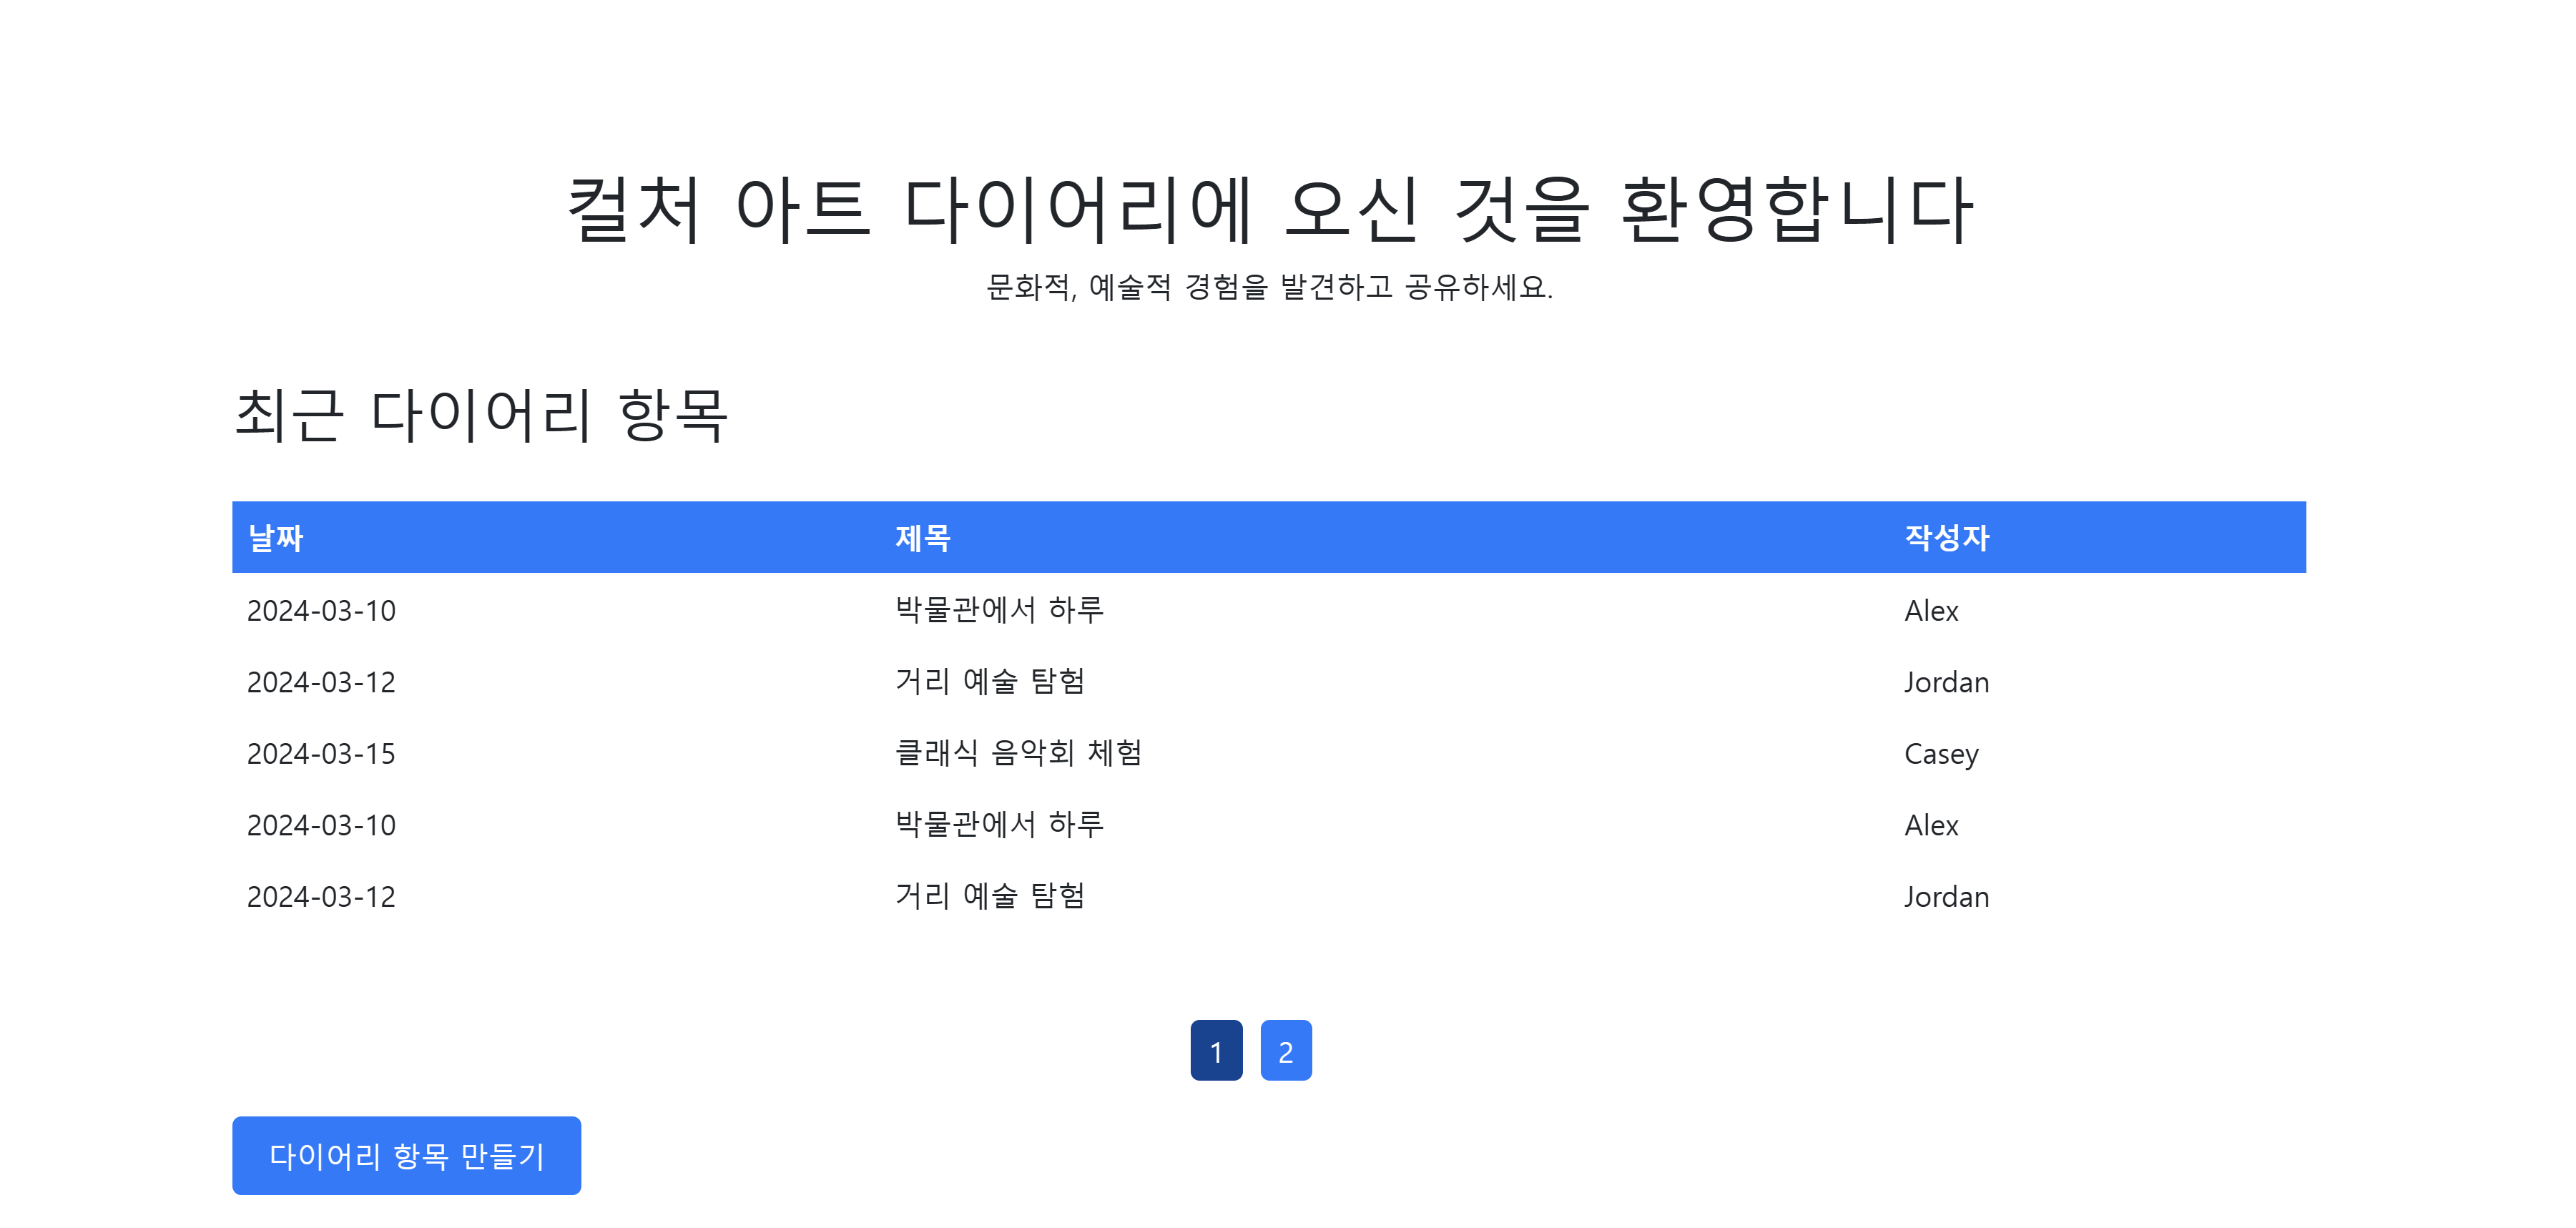 컬처 아트 다이어리에 오신 것을 환영합니다
문화적, 예술적 경험을 발견하고 공유하세요.
최근 다이어리 항목
날짜 제목 작성자
2024-03-10 박물관에서 하루 Alex
2024-03-12 거리 예술 탐험 Jordan
2024-03-15 클래식 음악회 체험 Casey
2024-03-10 박물관에서 하루 Alex
2024-03-12 거리 예술 탐험 Jordan
1 2
다이어리 항목 만들기